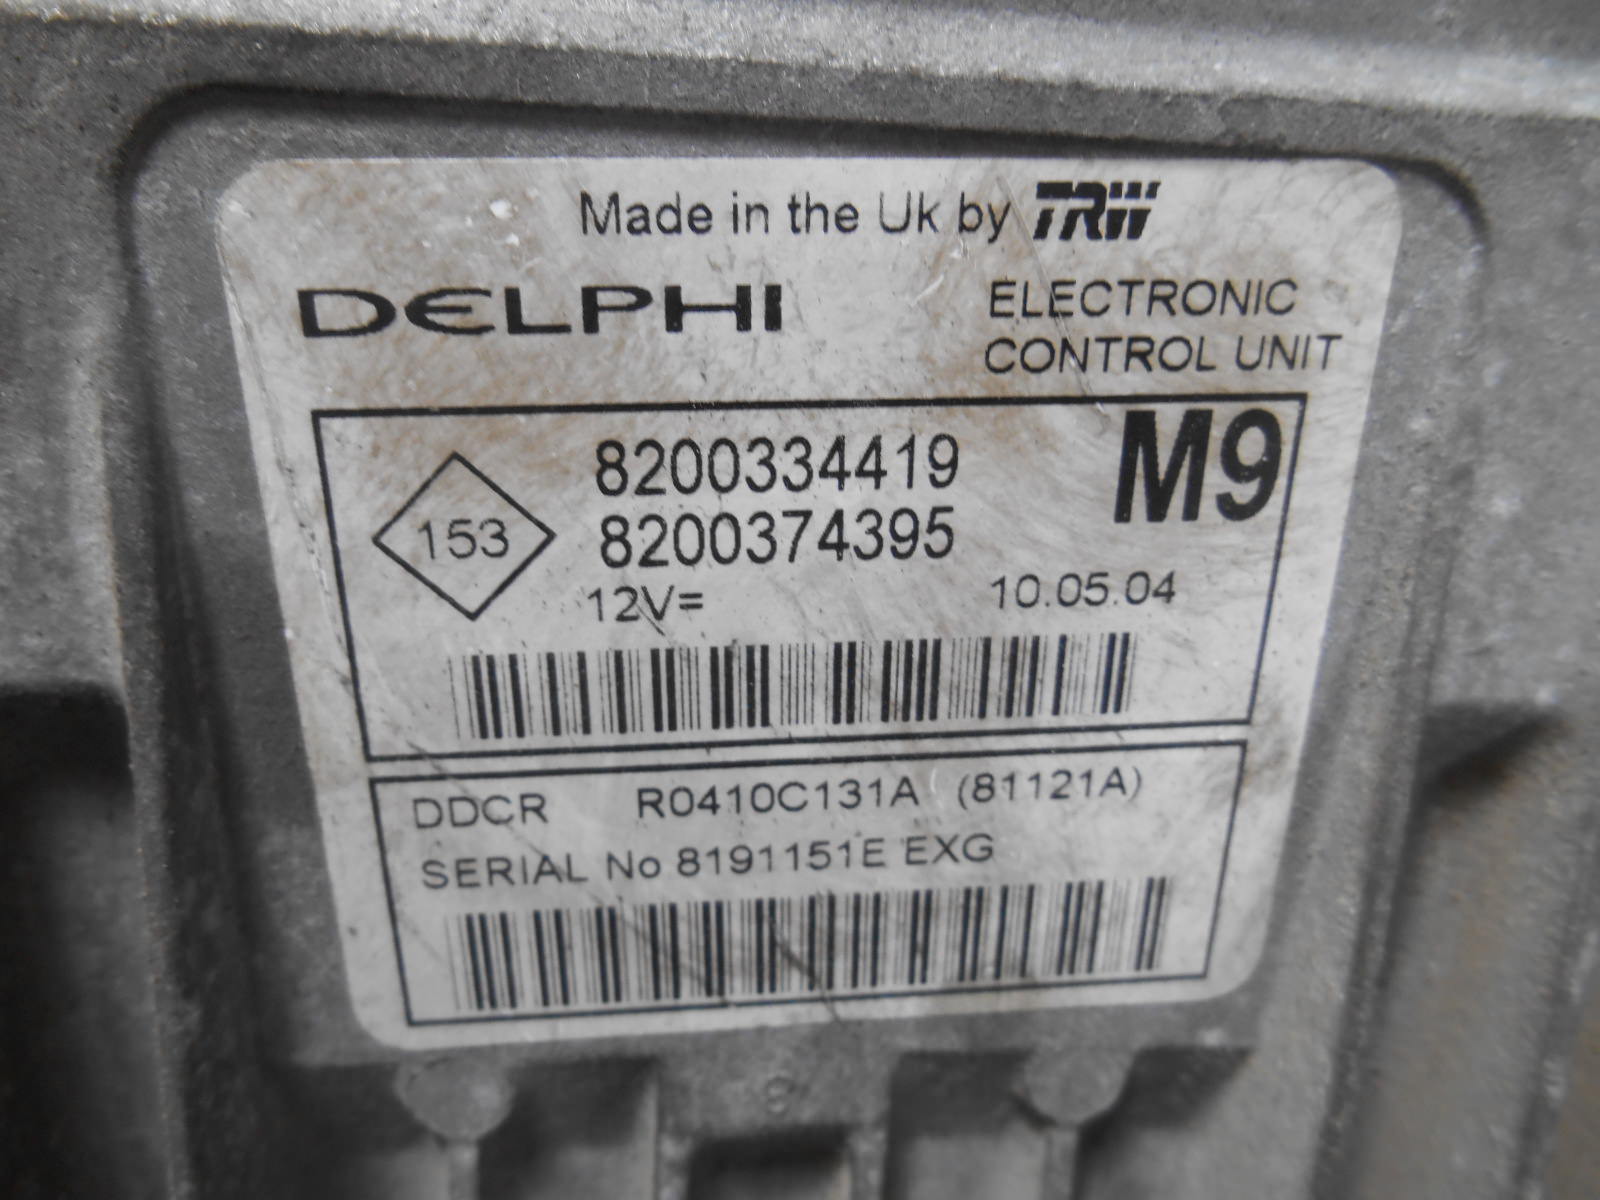 Made in the Uk by TRW
DELPHI
ELECTRONIC
CONTROL UNIT
M9
8200334419
153
8200374395
12V=
10.05.04
DDCR R0410C131A (81121A)
SERIAL No 8191151E EXG